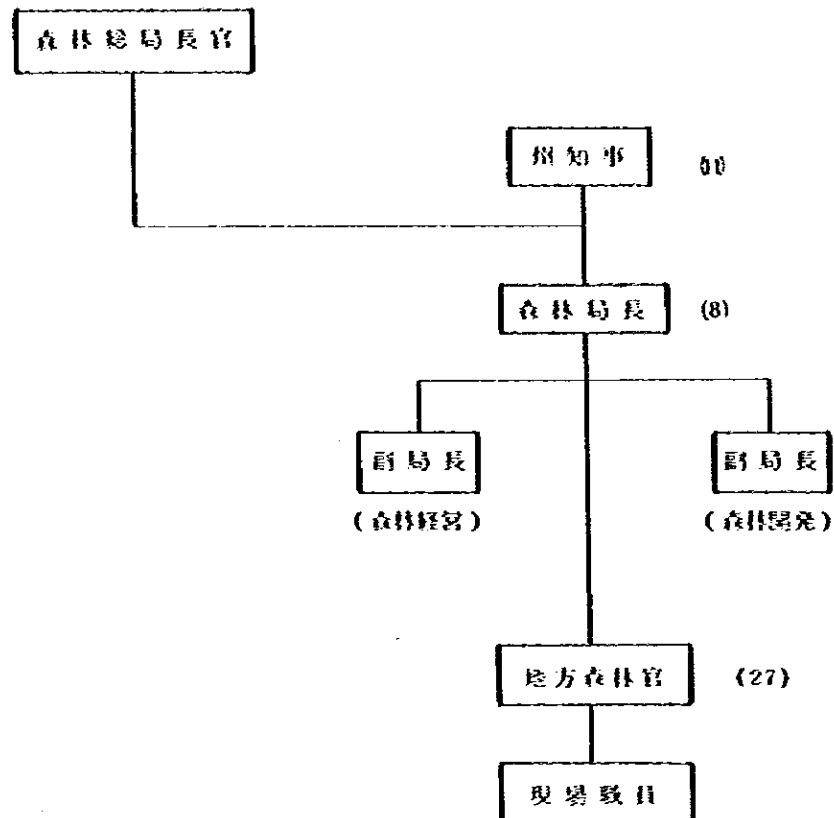 森林総局長官
州知事
(11)
森林局長 (8)
副局長 副局長
(森林経営) (森林開発)
地方森林官 (27)
現場職員